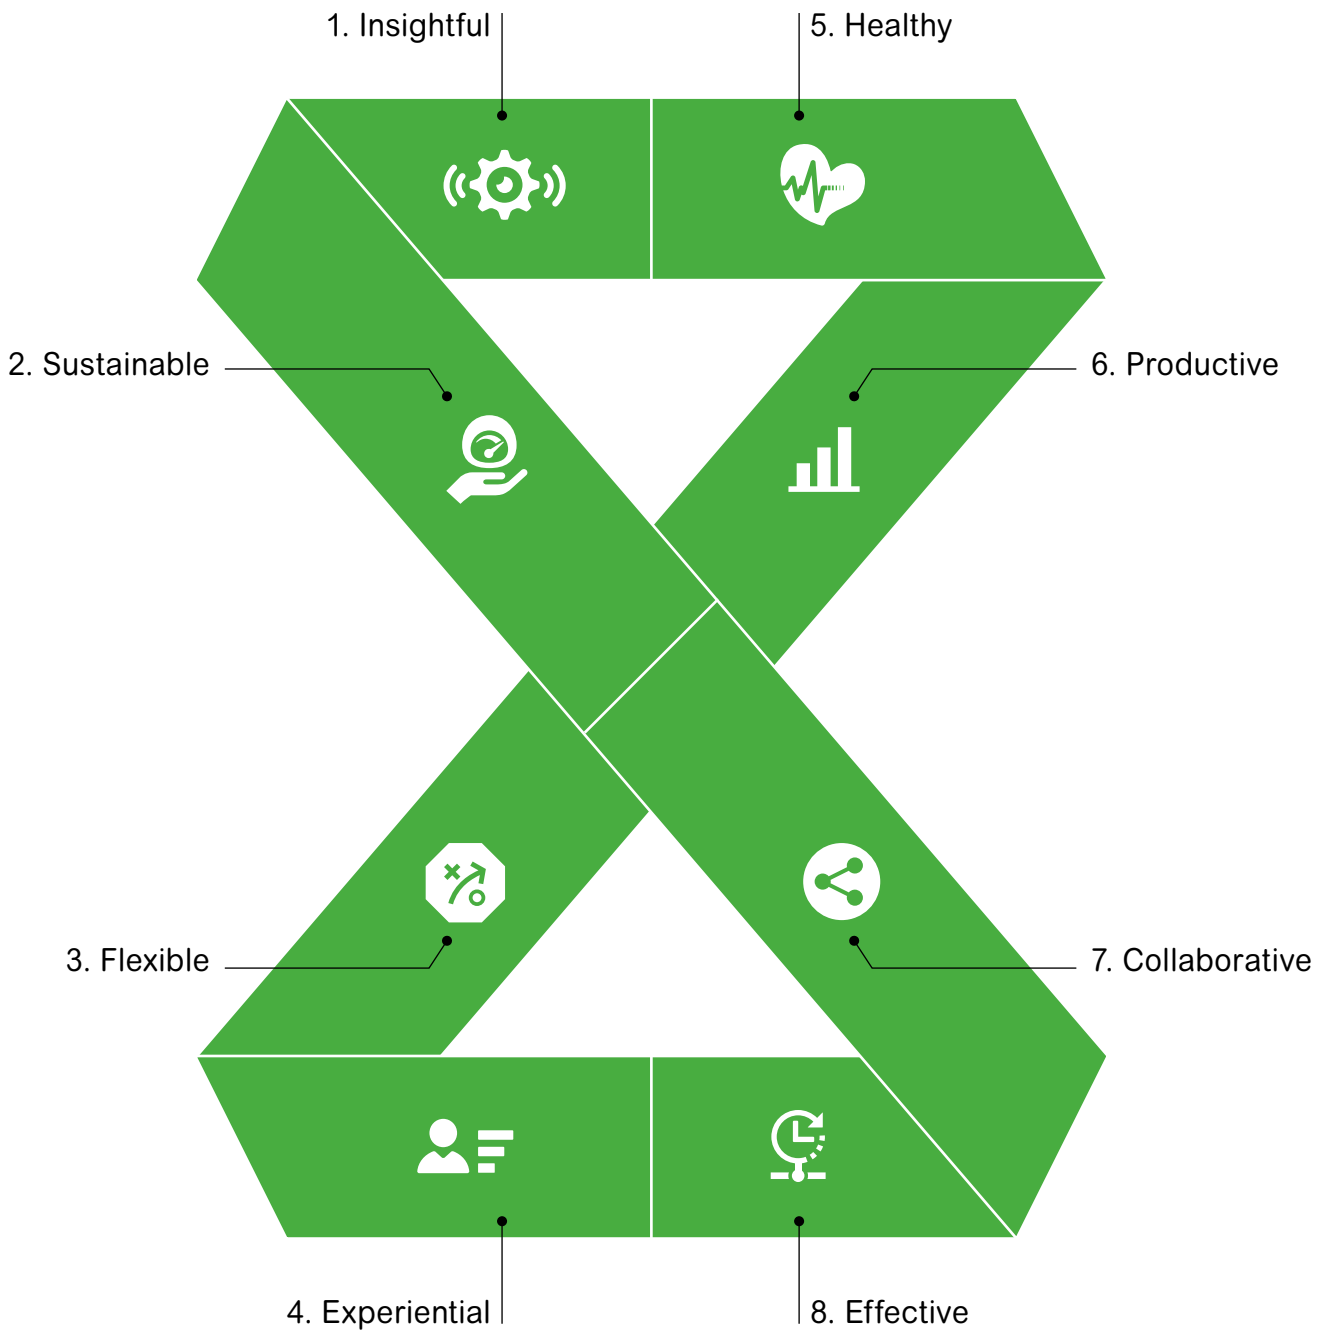 1. Insightful
5. Healthy
2. Sustainable
6. Productive
3. Flexible
7. Collaborative
4. Experiential
8. Effective